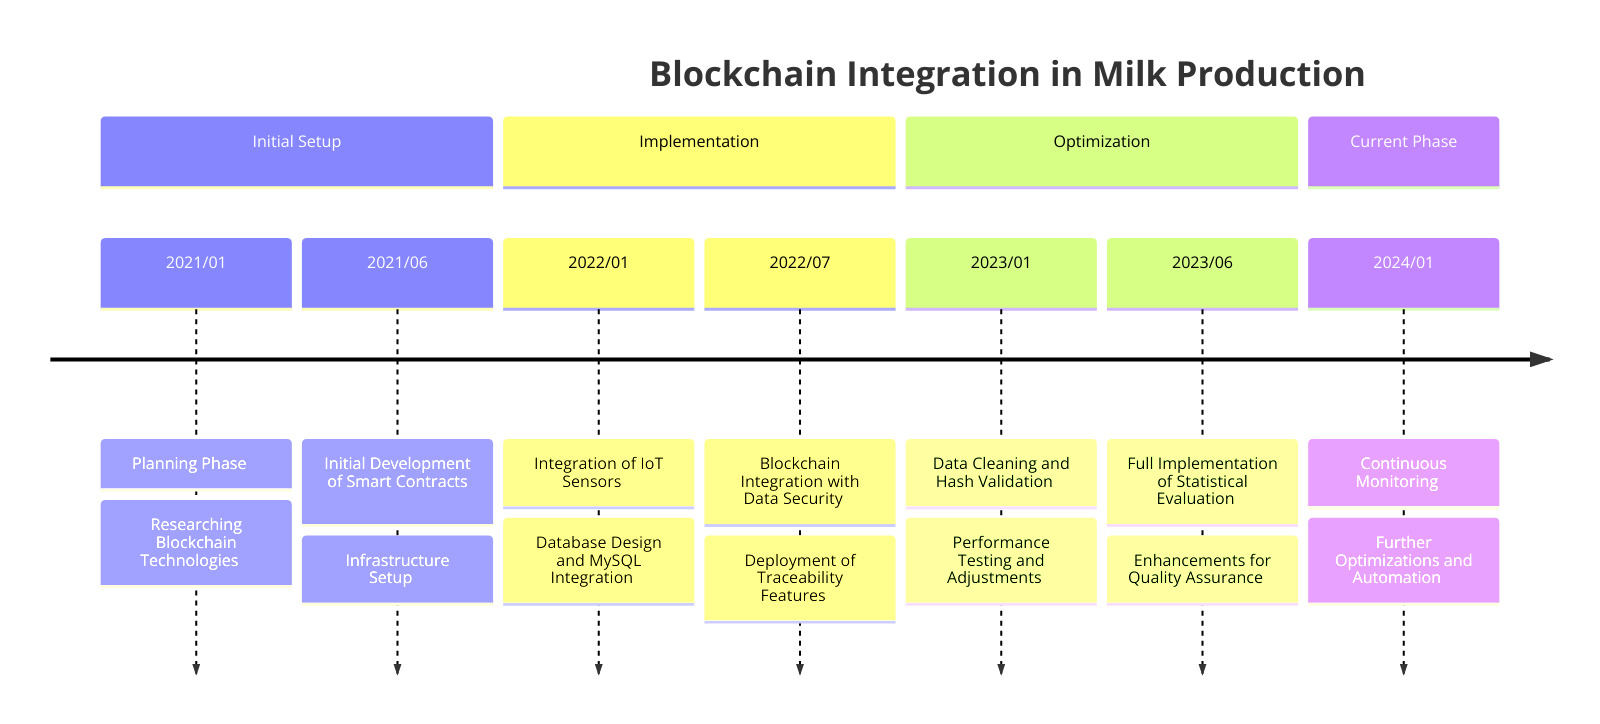 Blockchain Integration in Milk Production
Initial Setup
Implementation
Optimization
Current Phase
2021/01
2021/06
2022/01
2022/07
2023/01
2023/06
2024/01
Planning Phase
Researching
Blockchain
Technologies
Initial Development
of Smart Contracts
Infrastructure
Setup
Integration of IoT
Sensors
Database Design
and MySQL
Integration
Blockchain
Integration with
Data Security
Deployment of
Traceability
Features
Data Cleaning and
Hash Validation
Performance
Testing and
Adjustments
Full Implementation
of Statistical
Evaluation
Enhancements for
Quality Assurance
Continuous
Monitoring
Further
Optimizations and
Automation